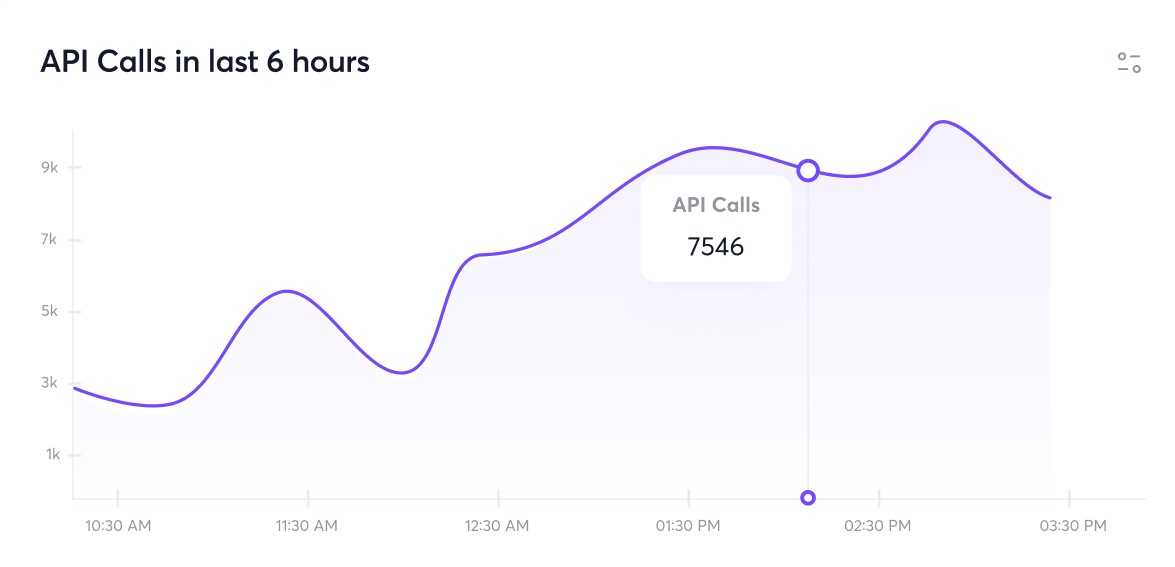 API Calls in last 6 hours
9k
7k
5k
3k
1k
API Calls
7546
10:30 AM
11:30 AM
12:30 AM
01:30 PM
02:30 PM
03:30 PM